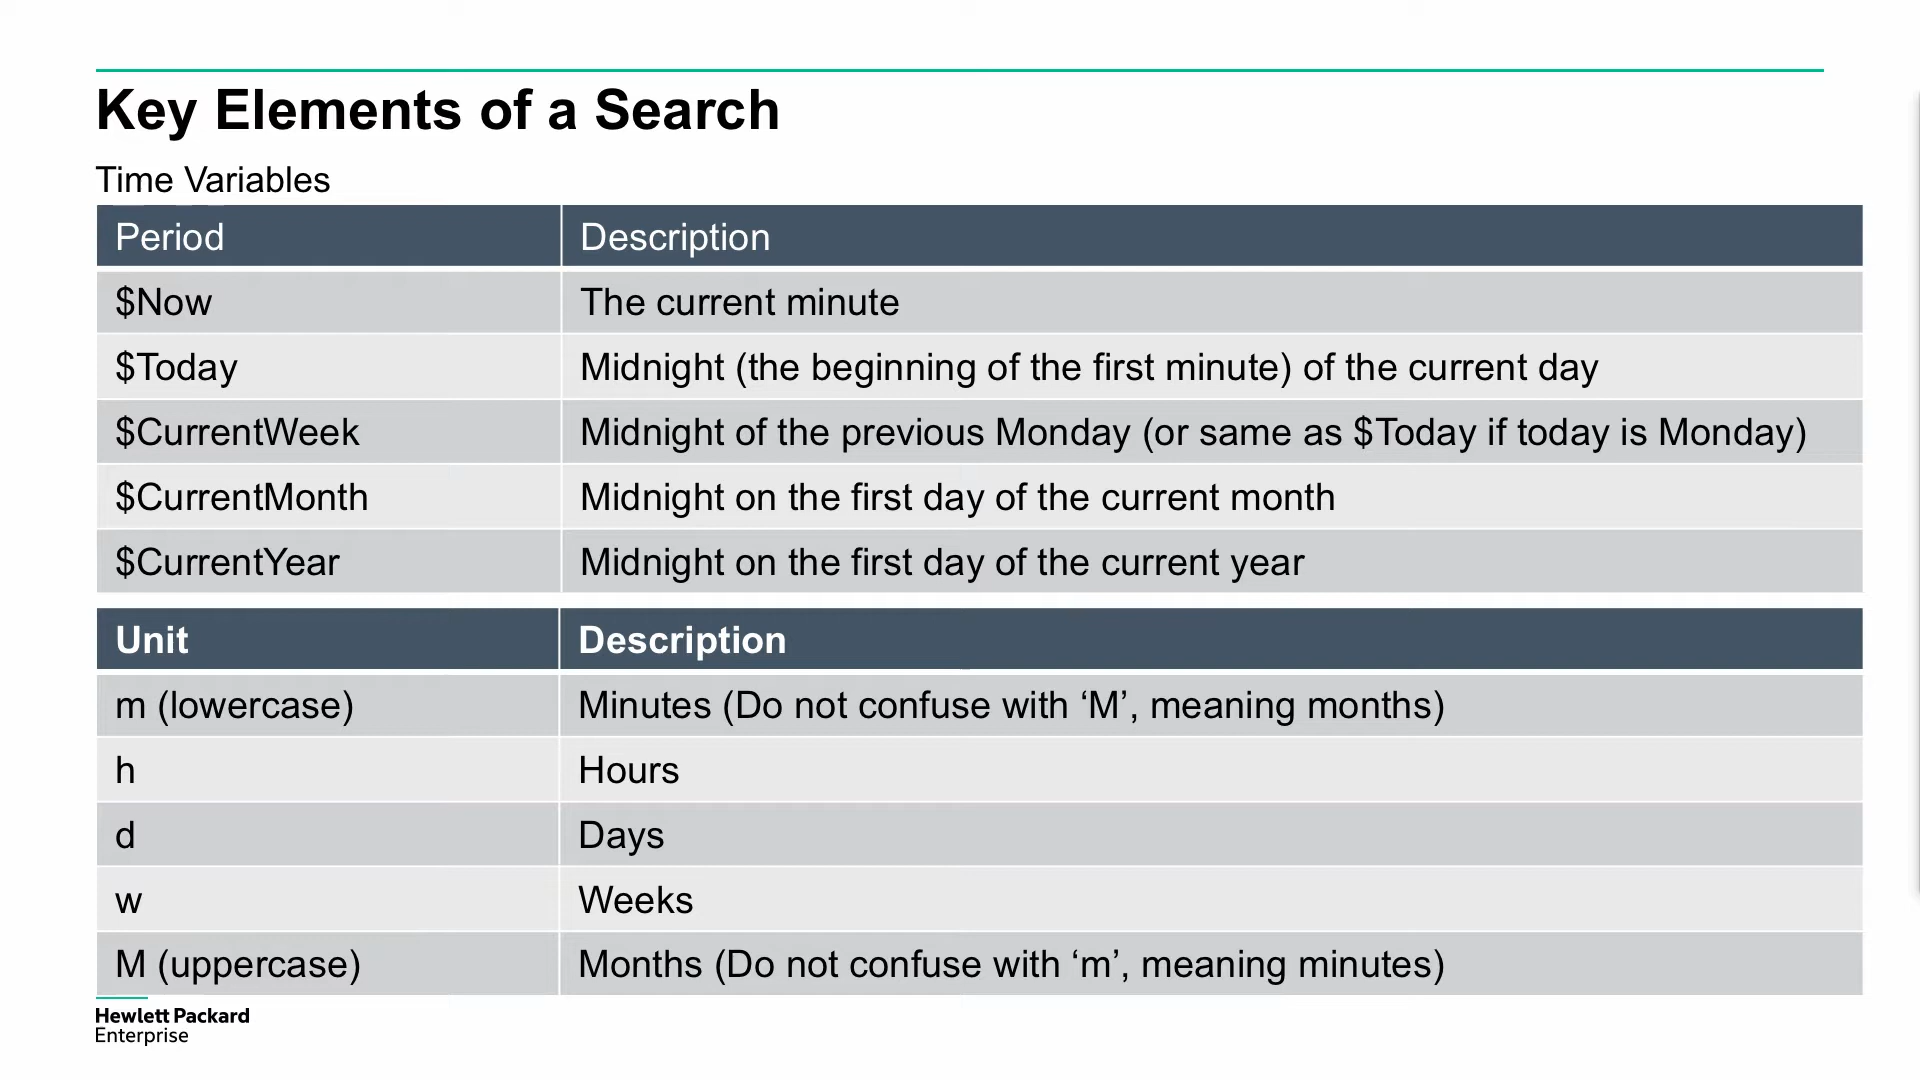 Key Elements of a Search
Time Variables
Period Description
$Now The current minute
$Today Midnight (the beginning of the first minute) of the current day
$CurrentWeek Midnight of the previous Monday (or same as $Today if today is Monday)
$CurrentMonth Midnight on the first day of the current month
$CurrentYear Midnight on the first day of the current year
Unit Description
m (lowercase) Minutes (Do not confuse with ‘M’, meaning months)
h Hours
d Days
w Weeks
M (uppercase) Months (Do not confuse with ‘m’, meaning minutes)
Hewlett Packard
Enterprise